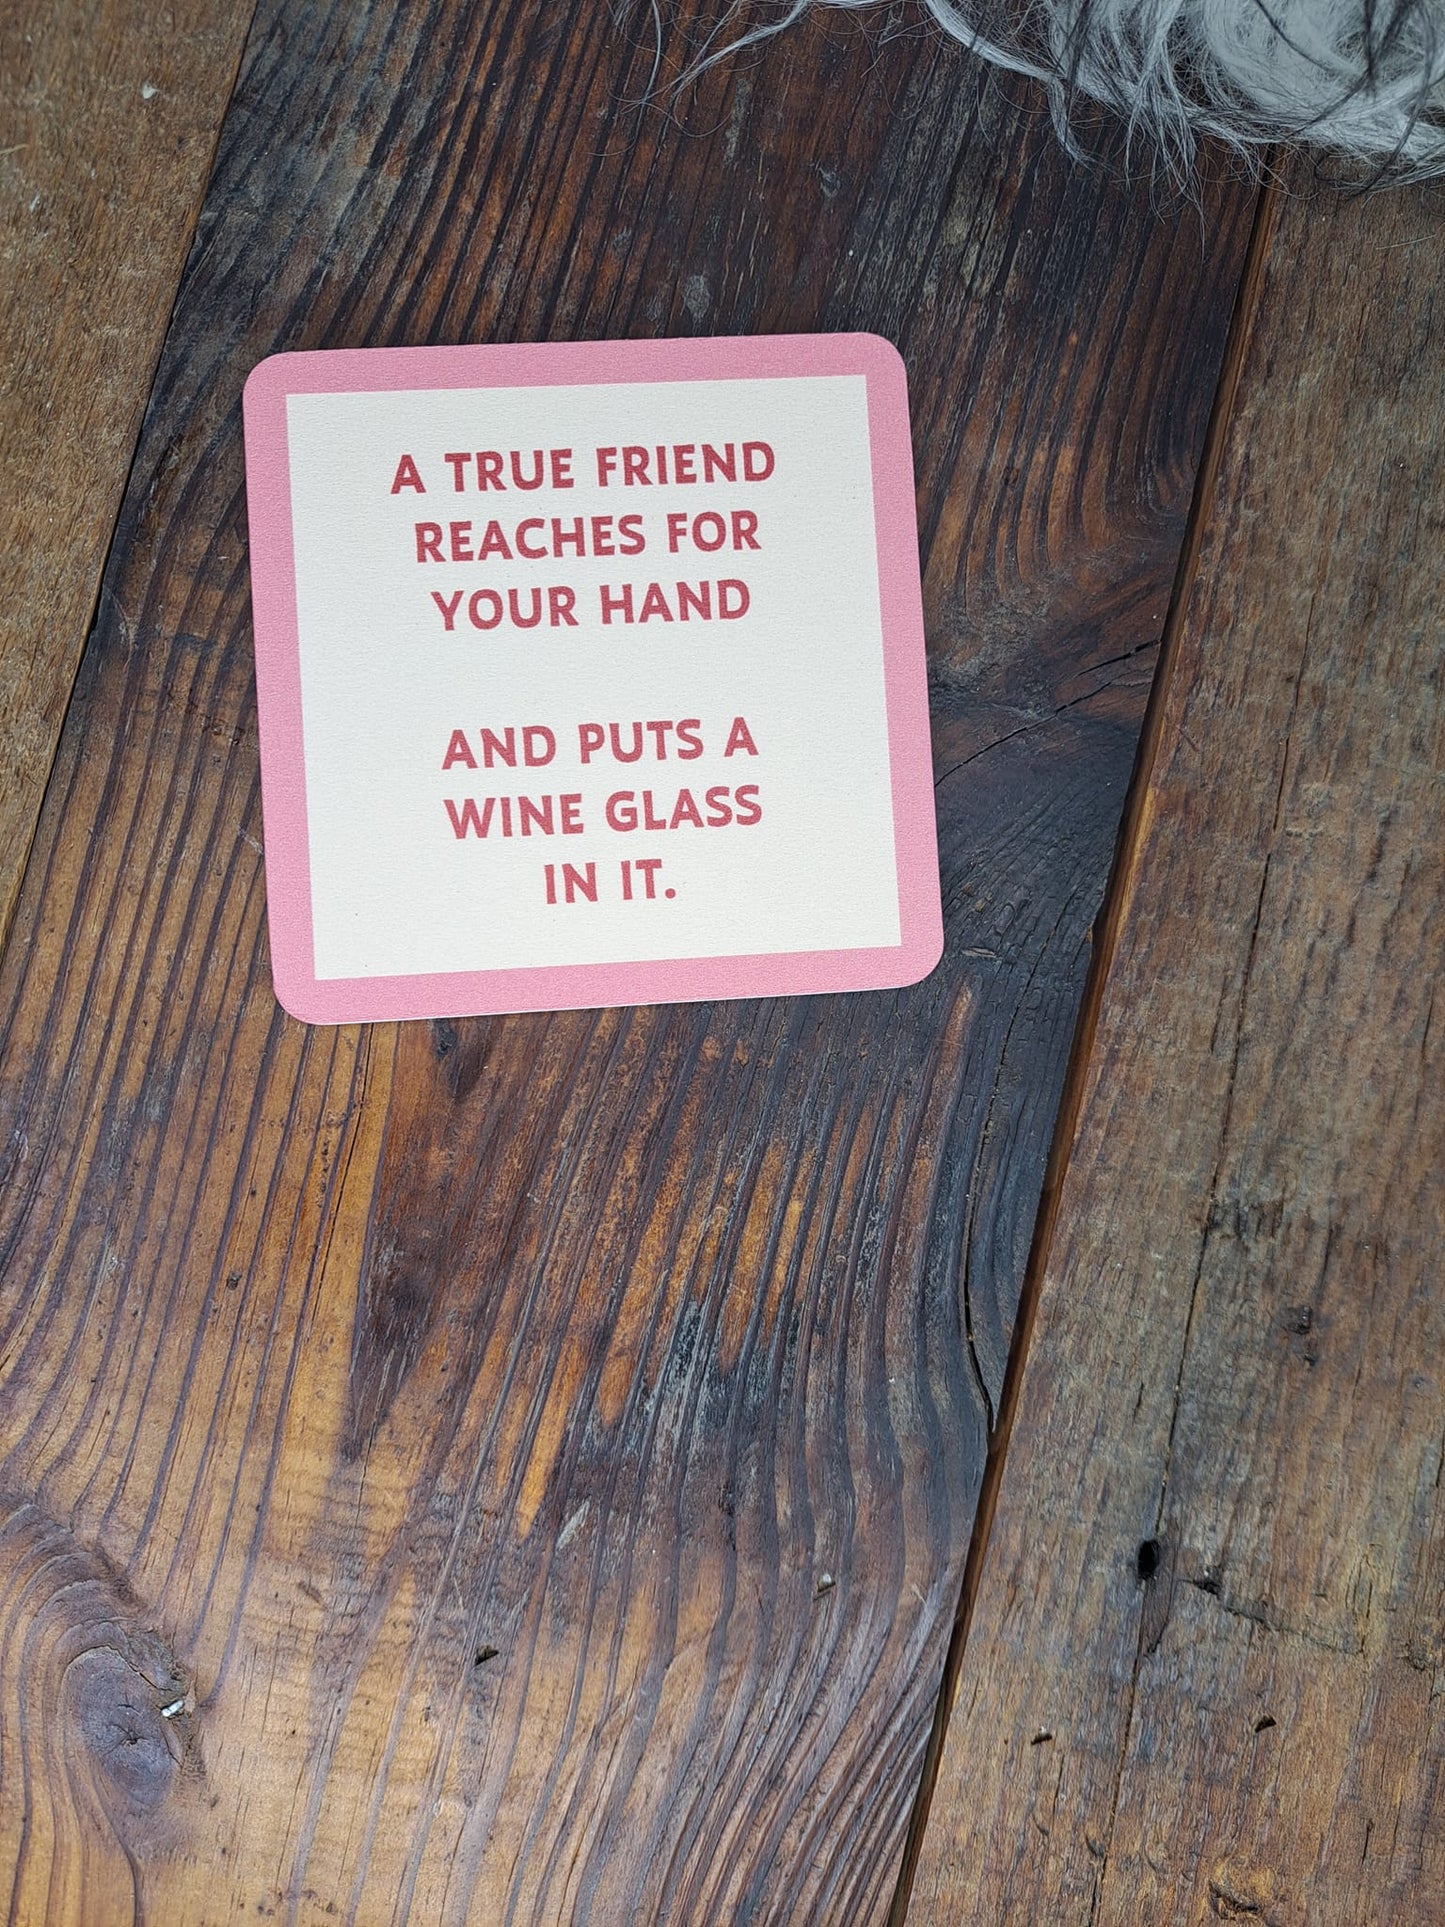 A TRUE FRIEND
REACHES FOR
YOUR HAND
AND PUTS A
WINE GLASS
IN IT.